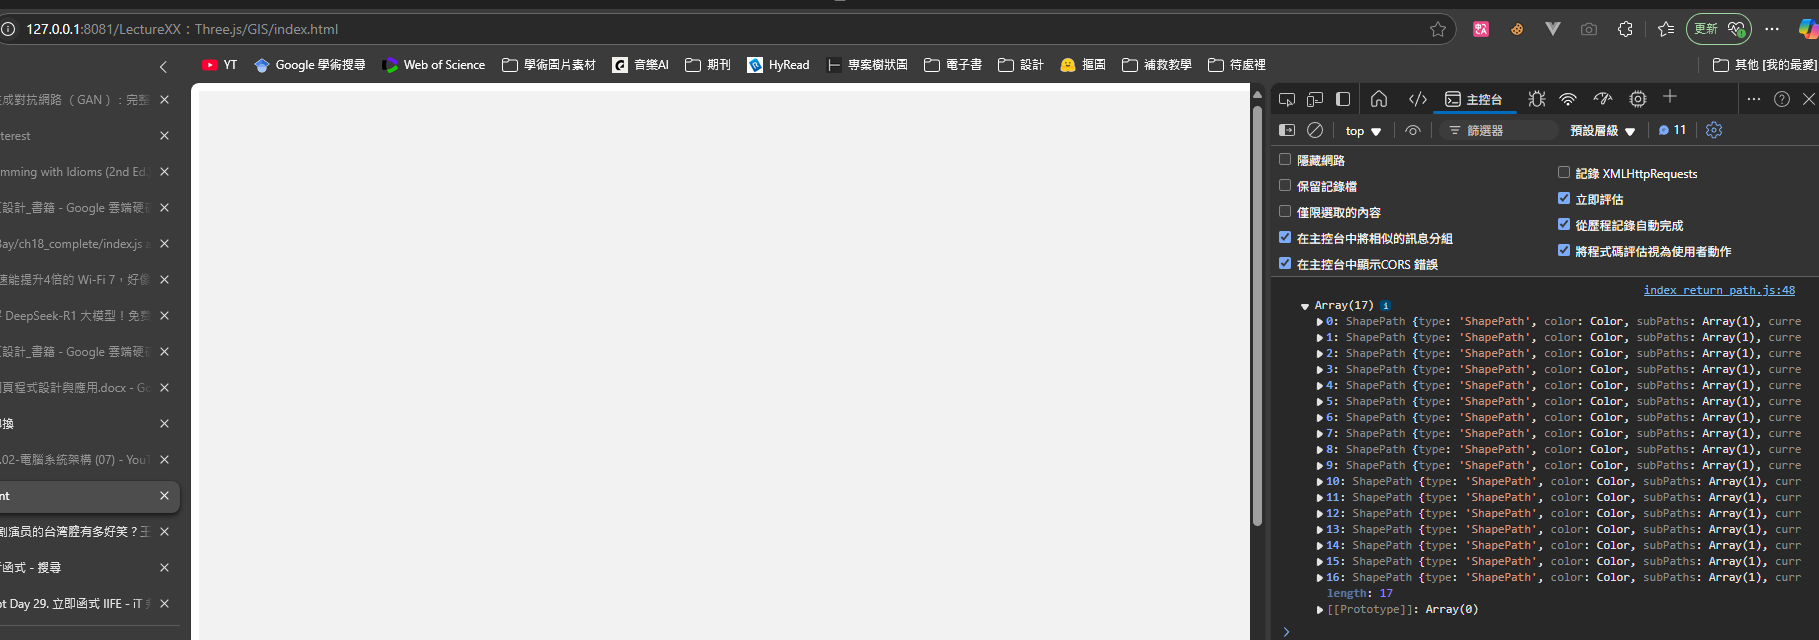 127.0.0.1:8081/LectureXX：Three.js/GIS/index.html
更新
YT
Google 學術搜尋
Web of Science
學術圖片素材
音樂AI
期刊
HyRead
專案樹狀圖
電子書
設計
摳圖
補救教學
待處理
其他 [我的最愛]
成對抗網路 （ GAN ）：完整
terest
mming with Idioms (2nd Ed.
設計_書籍 - Google 雲端硬
Bay/ch18_complete/index.js a
速能提升4倍的 Wi-Fi 7，好像
DeepSeek-R1 大模型！免費
設計_書籍 - Google 雲端硬
頁程式設計與應用.docx - Go
換
.02-電腦系統架構 (07) - YouT
nt
剧演员的台湾腔有多好笑？王
函式 - 搜尋
pt Day 29. 立即函式 IIFE - iT
主控台
top
篩選器
預設層級
11
隱藏網路
保留記錄檔
僅限選取的內容
在主控台中將相似的訊息分組
在主控台中顯示CORS 錯誤
記錄 XMLHttpRequests
立即評估
從歷程記錄自動完成
將程式碼評估視為使用者動作
index return path.js:48
Array(17)
0: ShapePath {type: 'ShapePath', color: Color, subPaths: Array(1), curre
1: ShapePath {type: 'ShapePath', color: Color, subPaths: Array(1), curre
2: ShapePath {type: 'ShapePath', color: Color, subPaths: Array(1), curre
3: ShapePath {type: 'ShapePath', color: Color, subPaths: Array(1), curre
4: ShapePath {type: 'ShapePath', color: Color, subPaths: Array(1), curre
5: ShapePath {type: 'ShapePath', color: Color, subPaths: Array(1), curre
6: ShapePath {type: 'ShapePath', color: Color, subPaths: Array(1), curre
7: ShapePath {type: 'ShapePath', color: Color, subPaths: Array(1), curre
8: ShapePath {type: 'ShapePath', color: Color, subPaths: Array(1), curre
9: ShapePath {type: 'ShapePath', color: Color, subPaths: Array(1), curre
10: ShapePath {type: 'ShapePath', color: Color, subPaths: Array(1), curr
11: ShapePath {type: 'ShapePath', color: Color, subPaths: Array(1), curr
12: ShapePath {type: 'ShapePath', color: Color, subPaths: Array(1), curr
13: ShapePath {type: 'ShapePath', color: Color, subPaths: Array(1), curr
14: ShapePath {type: 'ShapePath', color: Color, subPaths: Array(1), curr
15: ShapePath {type: 'ShapePath', color: Color, subPaths: Array(1), curr
16: ShapePath {type: 'ShapePath', color: Color, subPaths: Array(1), curr
length: 17
[[Prototype]]: Array(0)